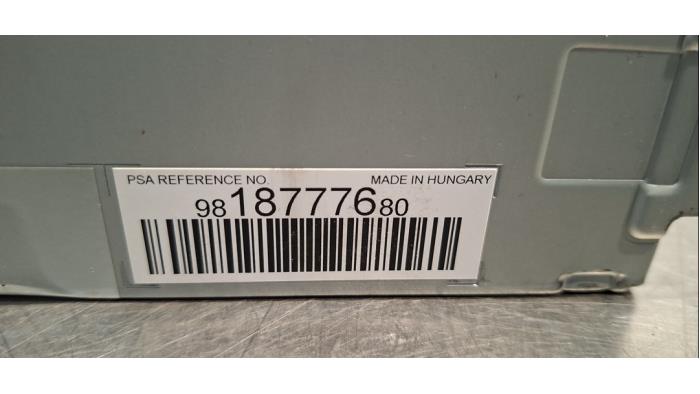 PSA REFERENCE NO. MADE IN HUNGARY
9818777680